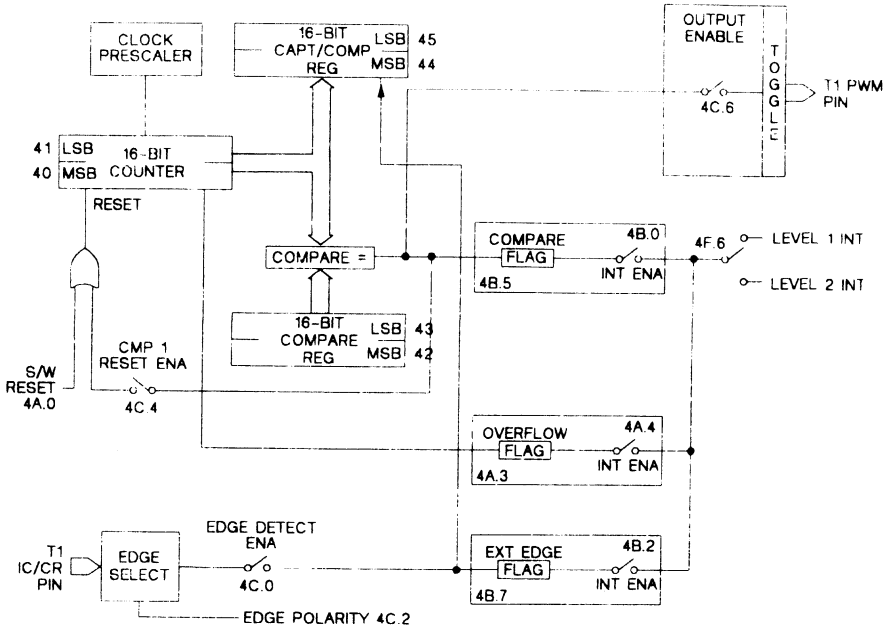 CLOCK
PRESCALER
16-BIT
CAPT/COMP
REG
LSB 45
MSB 44
OUTPUT
ENABLE
TOGGLE
4C.6
T1 PWM
PIN
41 LSB
40 MSB
16-BIT
COUNTER
RESET
COMPARE =
COMPARE
FLAG
4B.0
INT ENA
4B.5
4F.6
LEVEL 1 INT
LEVEL 2 INT
16-BIT
COMPARE
REG
LSB 43
MSB 42
CMP 1
RESET ENA
4C.4
S/W
RESET
4A.0
OVERFLOW
FLAG
4A.4
INT ENA
4A.3
T1
IC/CR
PIN
EDGE
SELECT
EDGE DETECT
ENA
4C.0
EXT EDGE
FLAG
4B.2
INT ENA
4B.7
EDGE POLARITY 4C.2